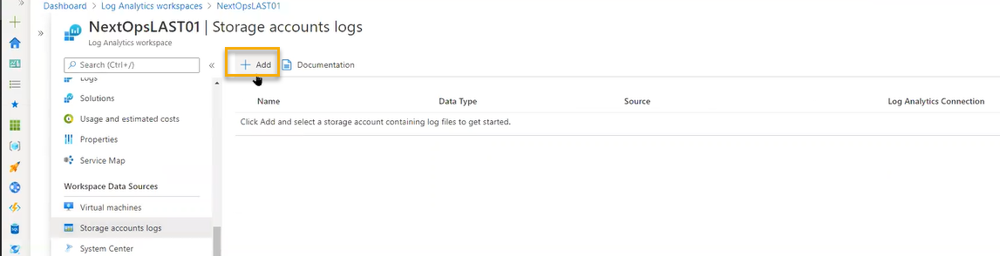 Dashboard > Log Analytics workspaces > NextOpsLAST01
NextOpsLAST01 | Storage accounts logs
Log Analytics workspace
Search (Ctrl+/)
Add
Documentation
Logs
Solutions
Usage and estimated costs
Properties
Service Map
Workspace Data Sources
Virtual machines
Storage accounts logs
System Center
Name Data Type Source Log Analytics Connection
Click Add and select a storage account containing log files to get started.